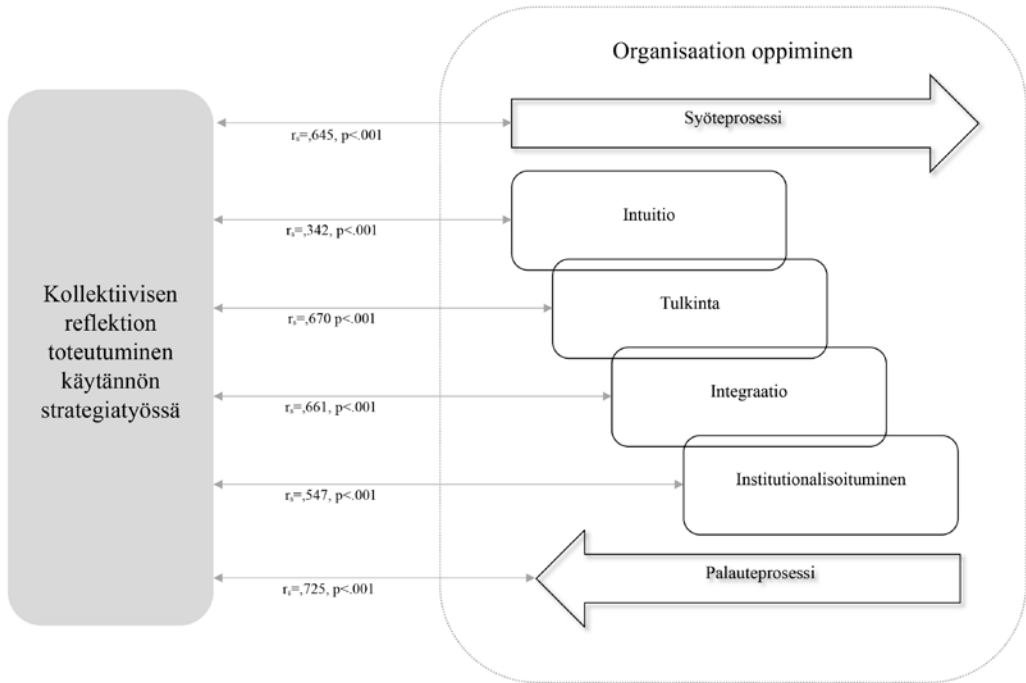 Organisaation oppiminen
Syöteprosessi
rₛ=,645, p<.001
Intuitio
rₛ=,342, p<.001
Kollektiivisen
reflektion
toteutuminen
käytännön
strategiatyössä
Tulkinta
rₛ=,670 p<.001
Integraatio
rₛ=,661, p<.001
Institutionalisoituminen
rₛ=,547, p<.001
Palauteprosessi
rₛ=,725, p<.001